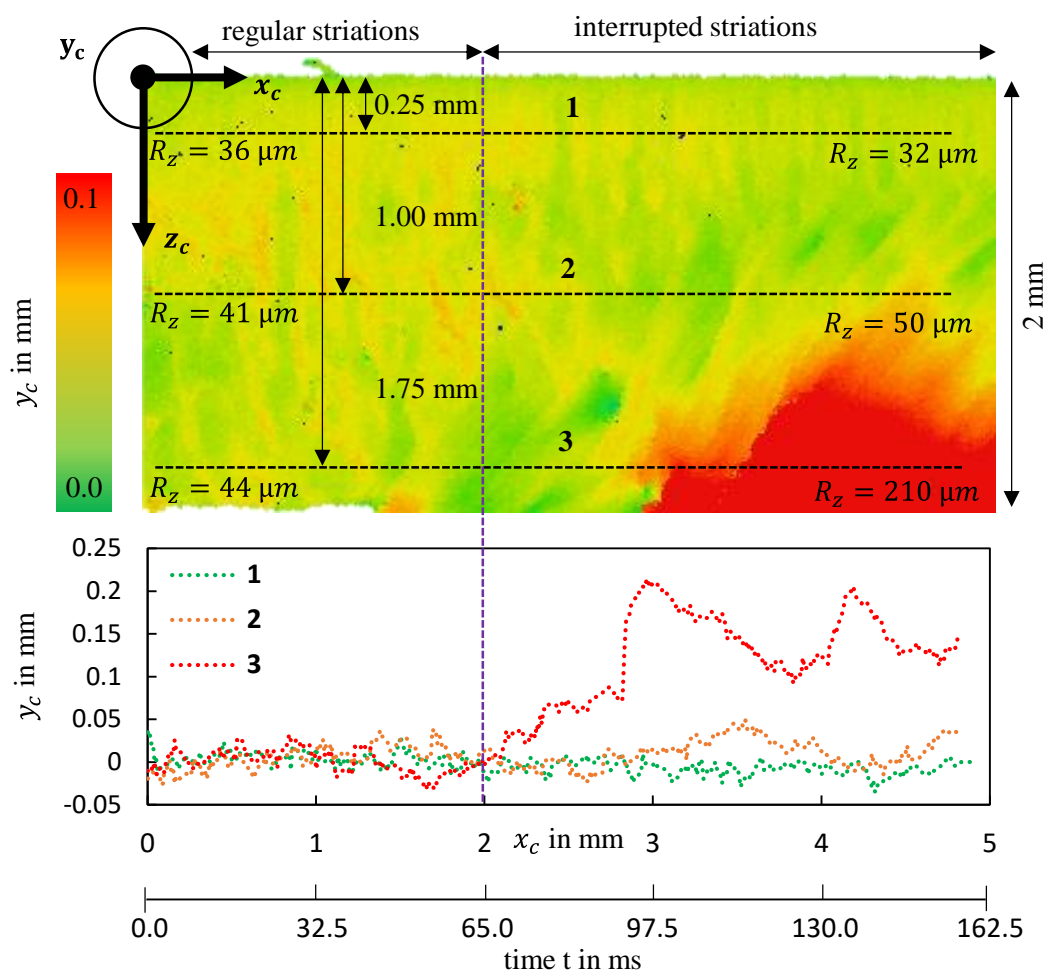 regular striations
interrupted striations
y_c
x_c
0.25 mm
1
R_z = 36 μm
R_z = 32 μm
0.1
1.00 mm
z_c
2
R_z = 41 μm
R_z = 50 μm
2 mm
y_c in mm
1.75 mm
3
0.0
R_z = 44 μm
R_z = 210 μm
0.25
0.2
0.15
0.1
0.05
0
-0.05
y_c in mm
1
2
3
0 1 2 x_c in mm 3 4 5
0.0 32.5 65.0 97.5 130.0 162.5
time t in ms